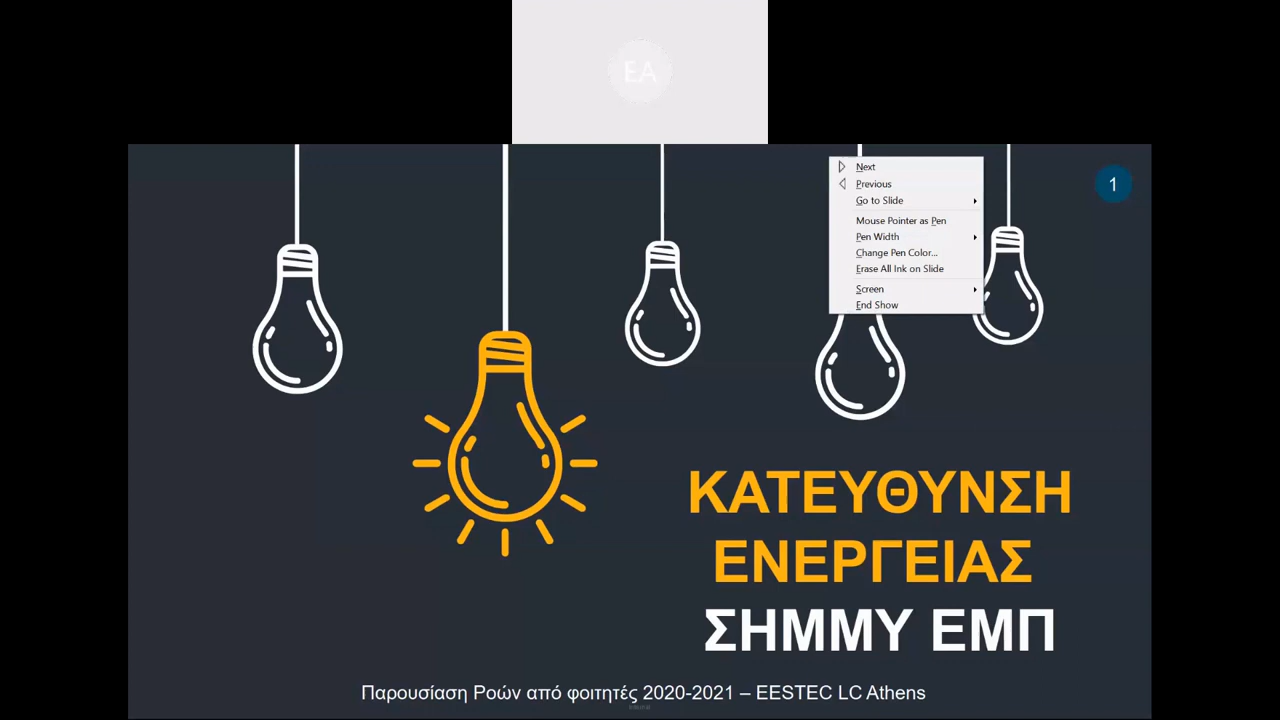 EA
Next
Previous
Go to Slide
Mouse Pointer as Pen
Pen Width
Change Pen Color...
Erase All Ink on Slide
Screen
End Show
1
ΚΑΤΕΥΘΥΝΣΗ
ΕΝΕΡΓΕΙΑΣ
ΣΗΜΜΥ ΕΜΠ
Παρουσίαση Ροών από φοιτητές 2020-2021 – EESTEC LC Athens